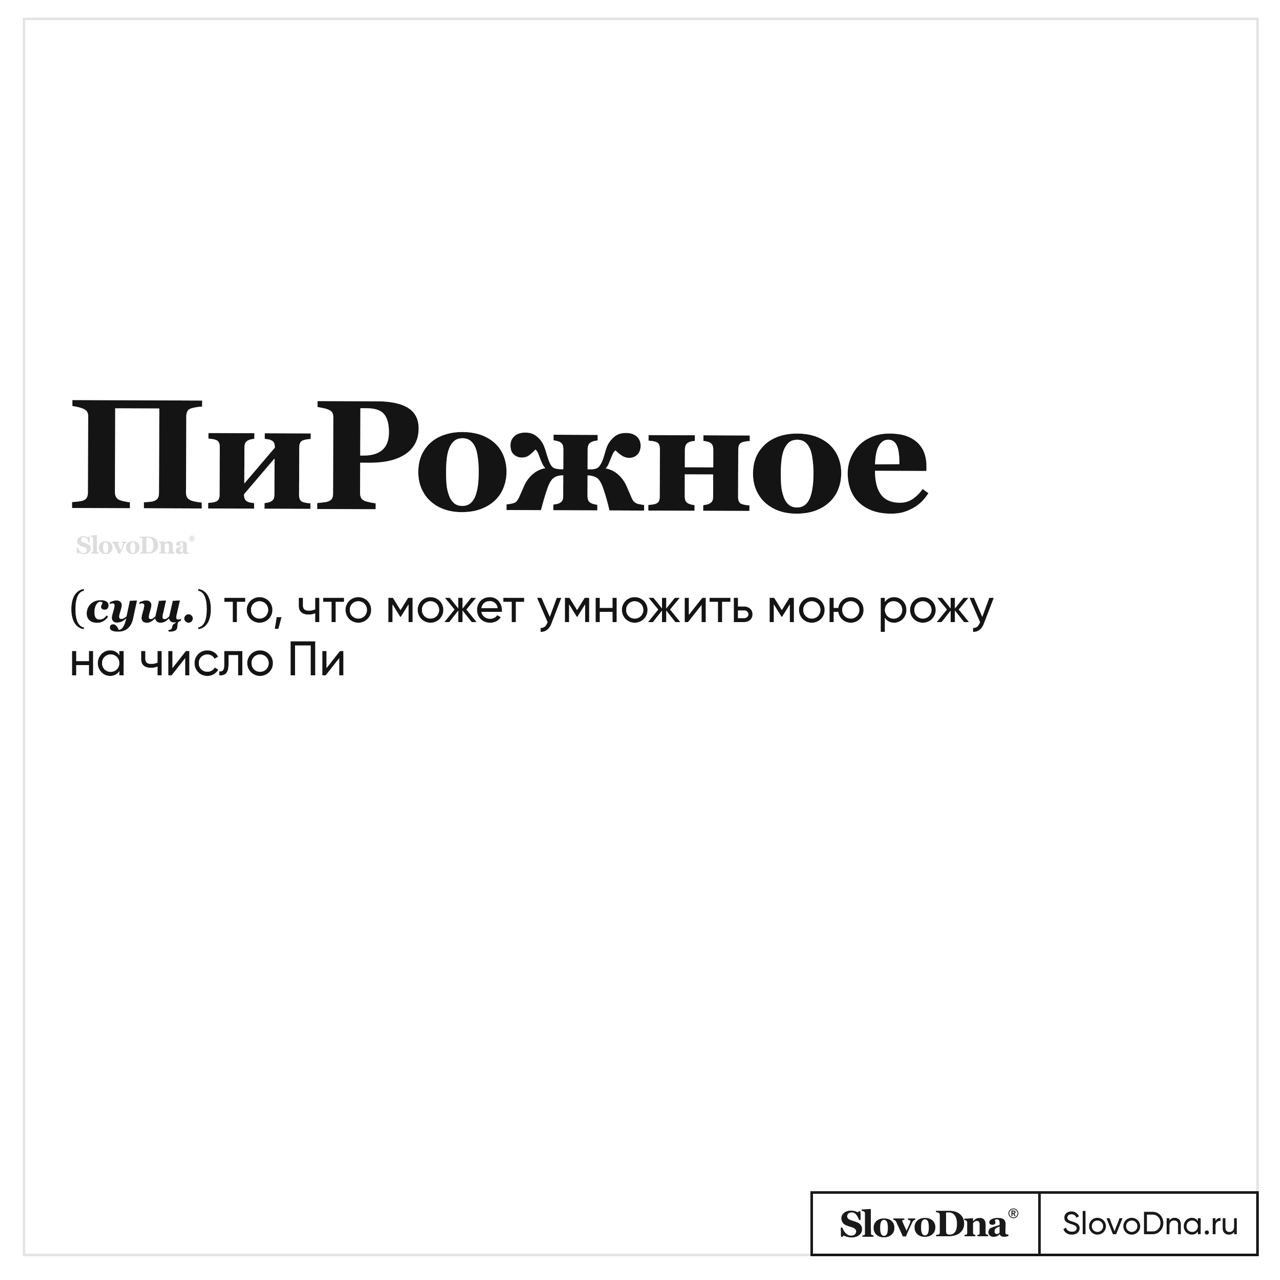 ПиРожное
SlovoDna®
(сущ.) то, что может умножить мою рожу
на число Пи
SlovoDna® SlovoDna.ru